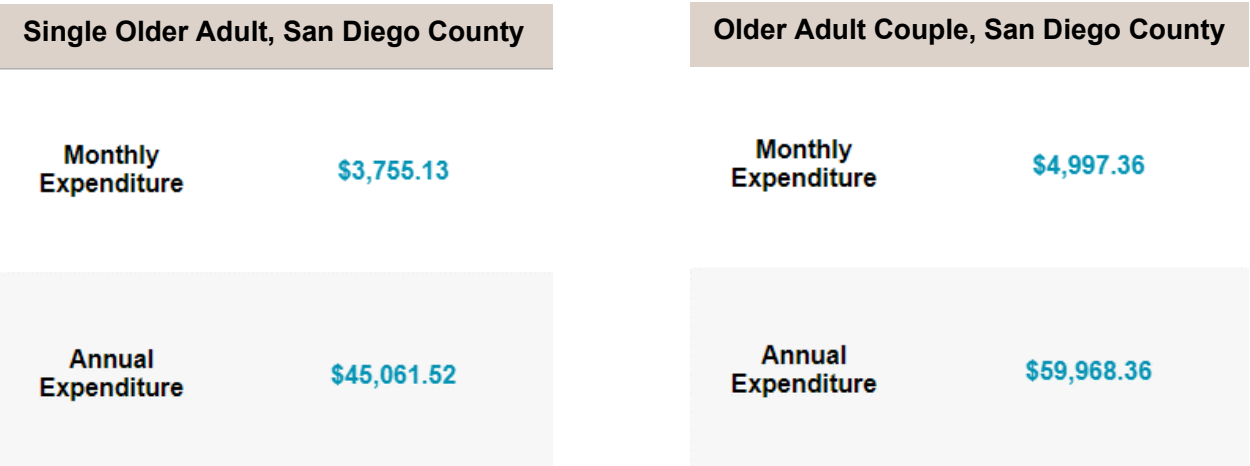 Single Older Adult, San Diego County
Monthly
Expenditure
$3,755.13
Annual
Expenditure
$45,061.52
Older Adult Couple, San Diego County
Monthly
Expenditure
$4,997.36
Annual
Expenditure
$59,968.36